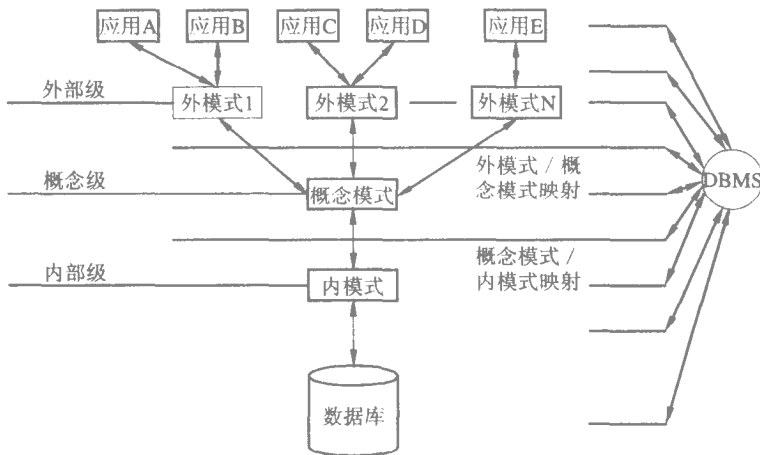 应用A 应用B 应用C 应用D 应用E
外部级 外模式1 外模式2 外模式N
外模式 / 概
念模式映射
DBMS
概念级 概念模式
概念模式 /
内模式映射
内部级 内模式
数据库